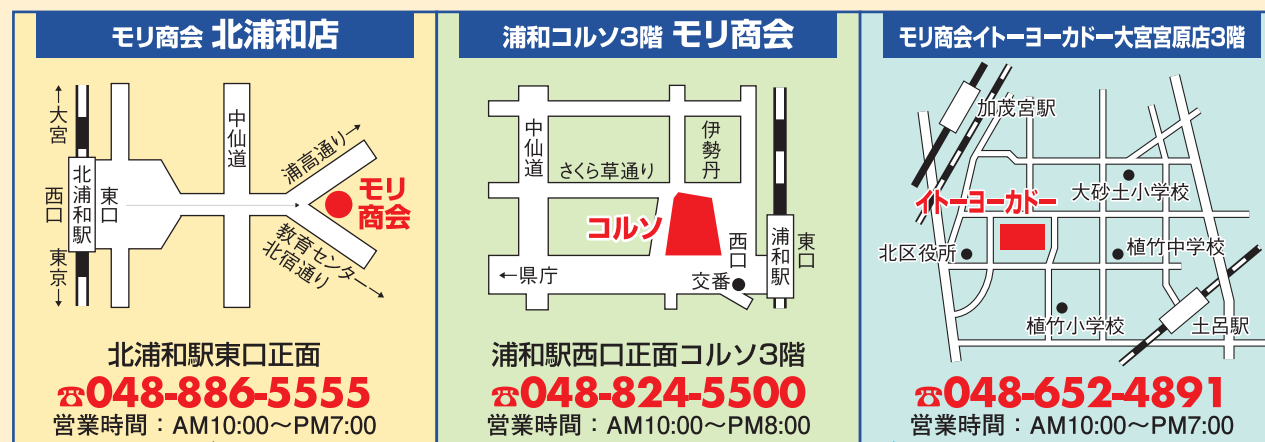 モリ商会 北浦和店
←大宮
中仙道
浦高通り→
北浦和駅
西口
東口
モリ
商会
教育センター→
北宿通り
東京→
北浦和駅東口正面
☎048-886-5555
営業時間：AM10:00〜PM7:00
浦和コルソ3階 モリ商会
中仙道
伊勢丹
さくら草通り
コルソ
西口
浦和駅
東口
←県庁
交番
浦和駅西口正面コルソ3階
☎048-824-5500
営業時間：AM10:00〜PM8:00
モリ商会イトーヨーカドー大宮宮原店3階
加茂宮駅
大砂土小学校
イトーヨーカドー
北区役所
植竹中学校
植竹小学校
土呂駅
☎048-652-4891
営業時間：AM10:00〜PM7:00